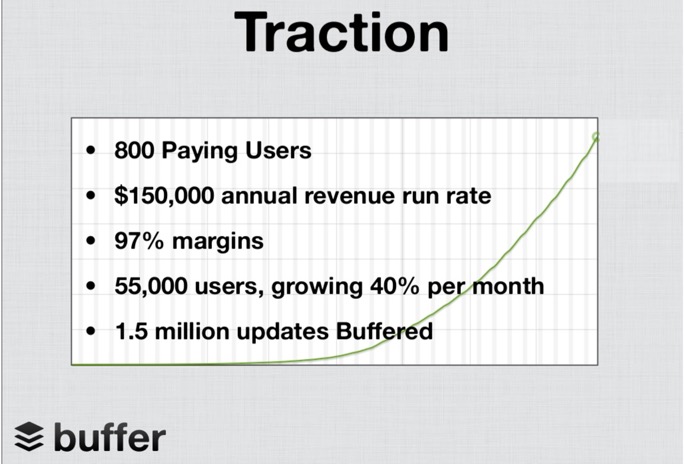 Traction
• 800 Paying Users
• $150,000 annual revenue run rate
• 97% margins
• 55,000 users, growing 40% per month
• 1.5 million updates Buffered
buffer